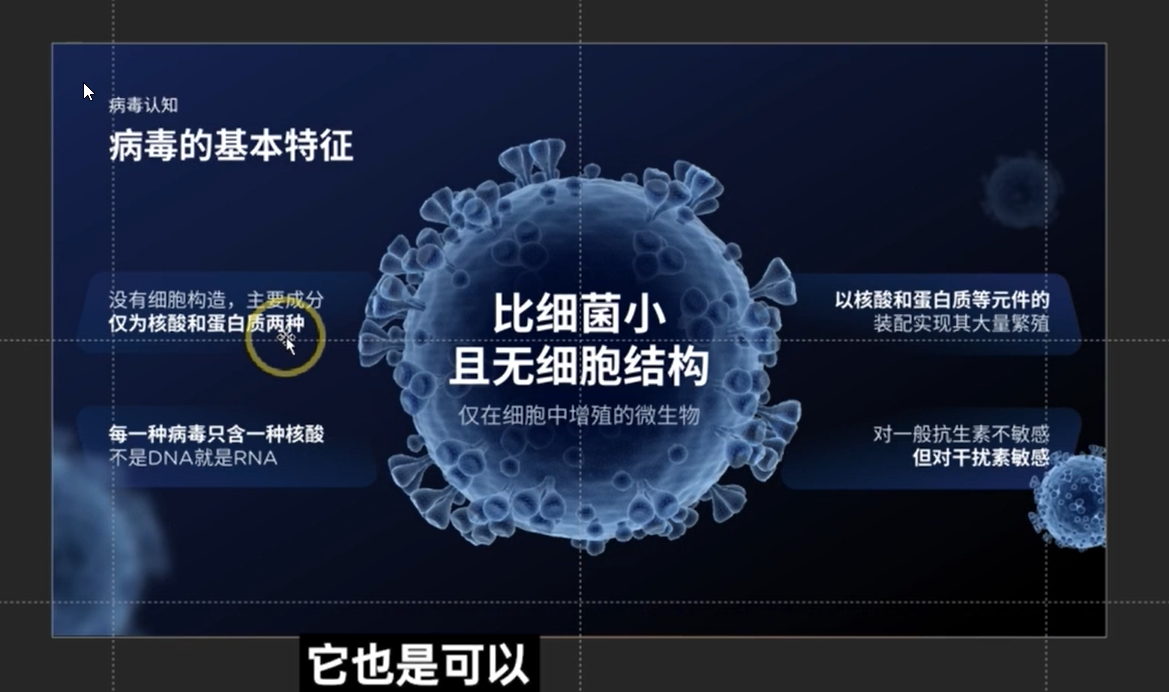 病毒认知
病毒的基本特征
没有细胞构造，主要成分
仅为核酸和蛋白质两种
每一种病毒只含一种核酸
不是DNA就是RNA
比细菌小
且无细胞结构
仅在细胞中增殖的微生物
以核酸和蛋白质等元件的
装配实现其大量繁殖
对一般抗生素不敏感
但对干扰素敏感
它也是可以